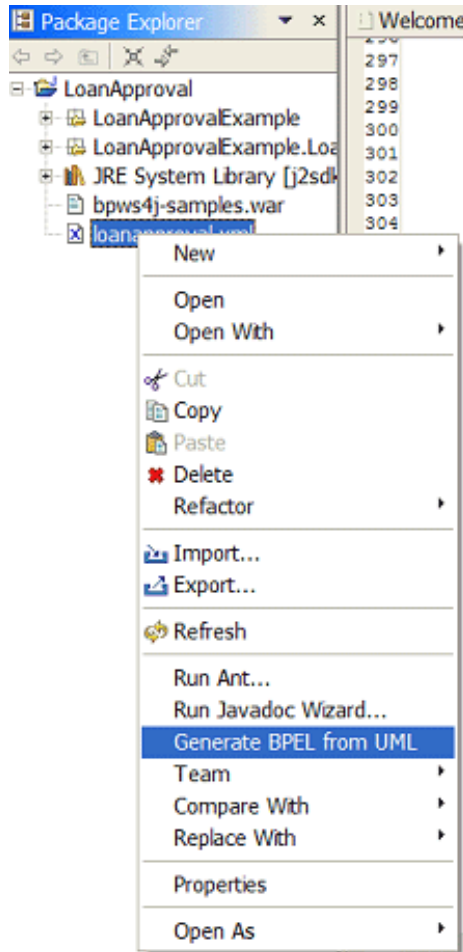 Package Explorer
Welcome
297
298
299
300
301
302
303
304
LoanApproval
LoanApprovalExample
LoanApprovalExample.Loa
JRE System Library [j2sdk
bpws4j-samples.war
New
Open
Open With
Cut
Copy
Paste
Delete
Refactor
Import...
Export...
Refresh
Run Ant...
Run Javadoc Wizard...
Generate BPEL from UML
Team
Compare With
Replace With
Properties
Open As